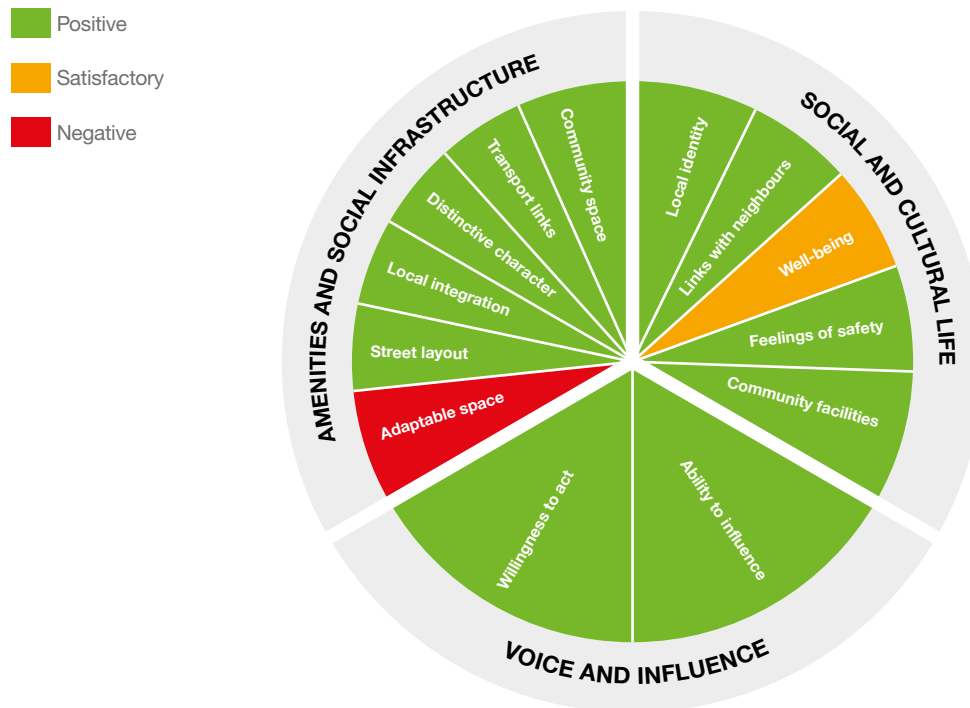 Positive
Satisfactory
Negative
AMENITIES AND SOCIAL INFRASTRUCTURE
Community space
Transport links
Distinctive character
Local integration
Street layout
Adaptable space
SOCIAL AND CULTURAL LIFE
Local identity
Links with neighbours
Well-being
Feelings of safety
Community facilities
VOICE AND INFLUENCE
Willingness to act
Ability to influence